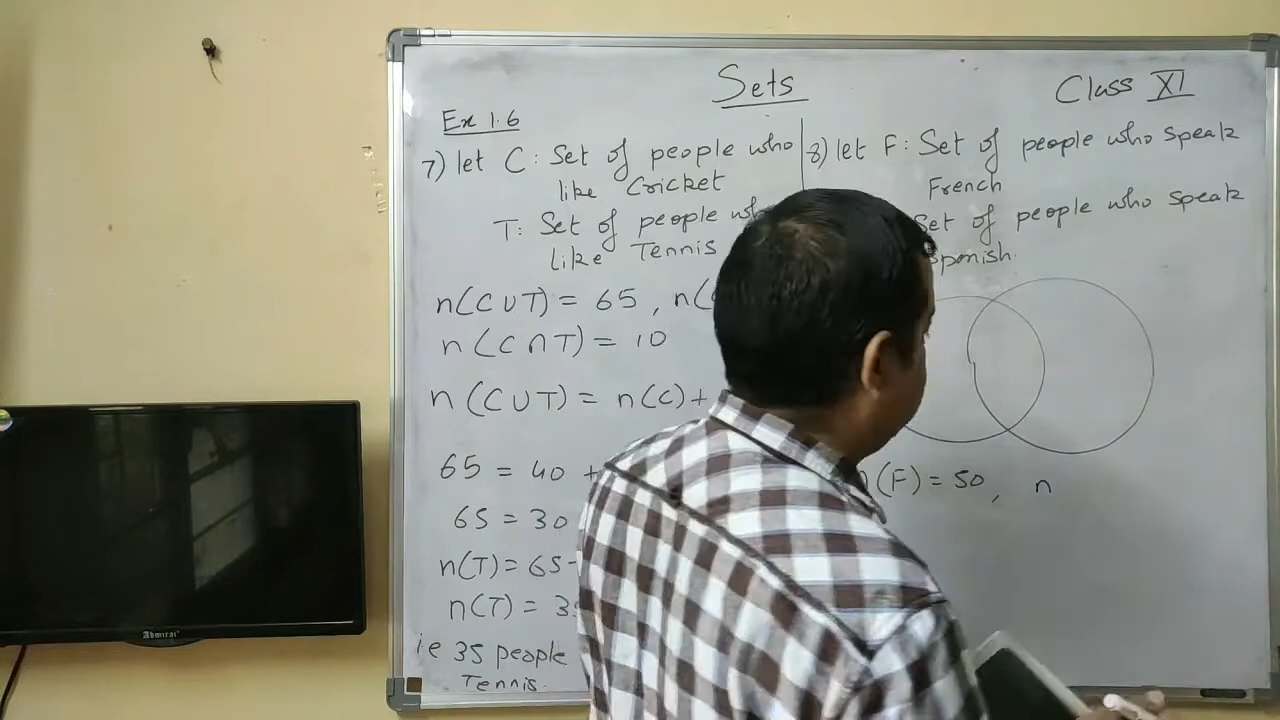 Sets
Class XI
Ex 1.6
7) let C: Set of people who
like Cricket
T: Set of people who
like Tennis
n(C∪T) = 65, n(
n(C∩T) = 10
n(C∪T) = n(C)+
65 = 40 +
65 = 30
n(T) = 65-
n(T) = 3
ie 35 people
Tennis.
8) let F: Set of people who speak
French
Set of people who speak
Spanish.
n(F) = 50, n
Admiral